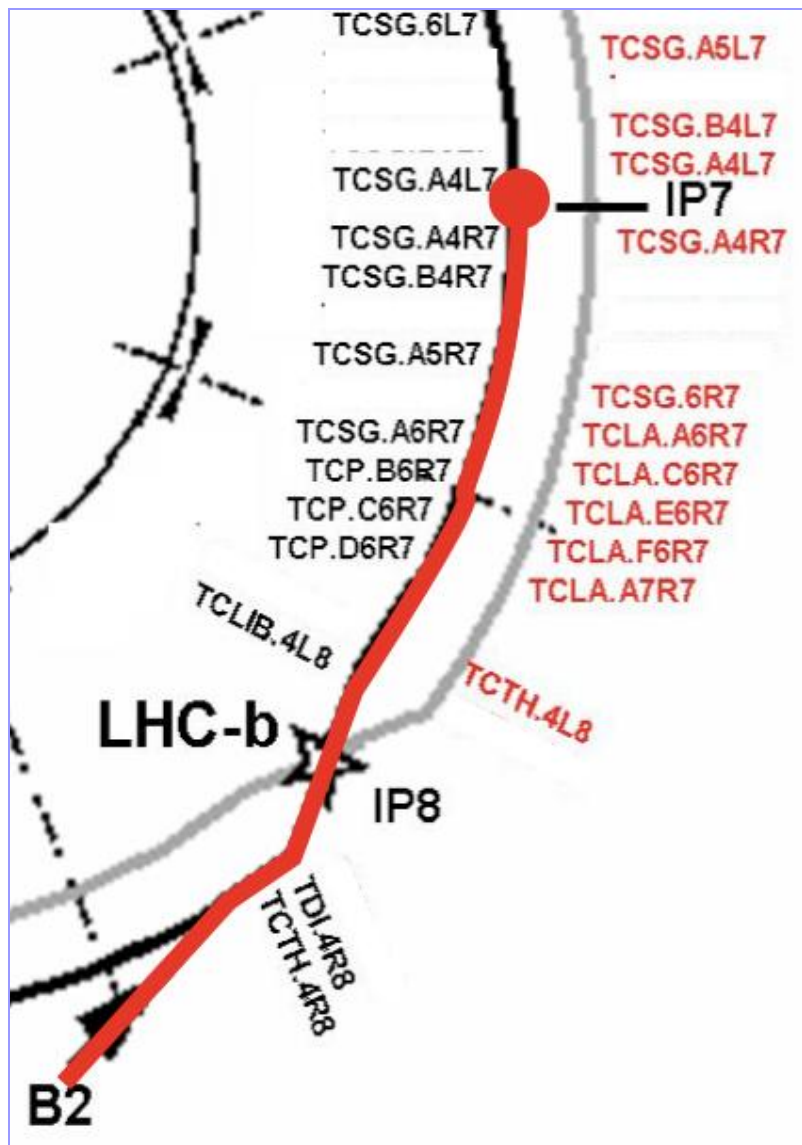 TCSG.6L7
TCSG.A5L7
TCSG.B4L7
TCSG.A4L7
TCSG.A4L7
IP7
TCSG.A4R7
TCSG.A4R7
TCSG.B4R7
TCSG.A5R7
TCSG.6R7
TCSG.A6R7
TCLA.A6R7
TCP.B6R7
TCLA.C6R7
TCP.C6R7
TCLA.E6R7
TCP.D6R7
TCLA.F6R7
TCLA.A7R7
TCLIB.4L8
TCTH.4L8
LHC-b
IP8
TDI.4R8
TCTH.4R8
B2